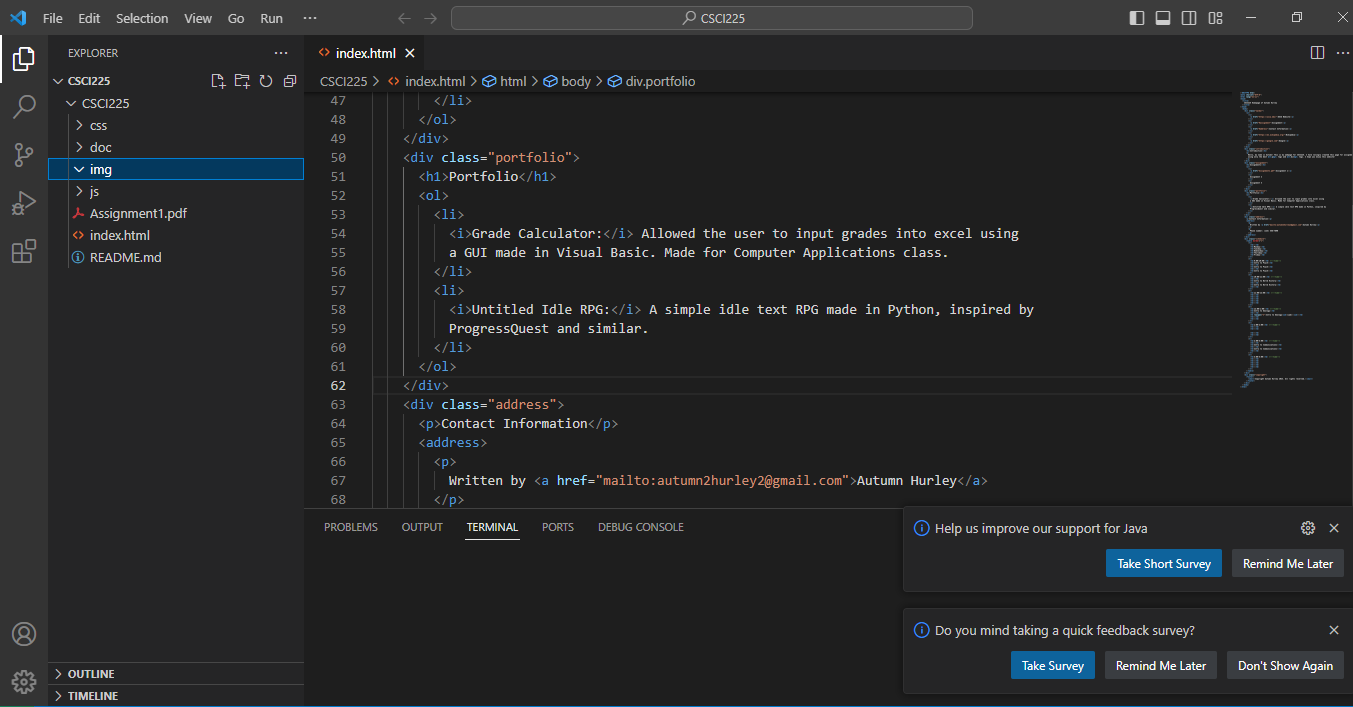 File Edit Selection View Go Run ··· CSCI225
EXPLORER ···
index.html
CSCI225
CSCI225 > index.html > html > body > div.portfolio
CSCI225
css
doc
img
js
Assignment1.pdf
index.html
README.md
47 </li>
48 </ol>
49 </div>
50 <div class="portfolio">
51 <h1>Portfolio</h1>
52 <ol>
53 <li>
54 <i>Grade Calculator:</i> Allowed the user to input grades into excel using
55 a GUI made in Visual Basic. Made for Computer Applications class.
56 </li>
57 <li>
58 <i>Untitled Idle RPG:</i> A simple idle text RPG made in Python, inspired by
59 ProgressQuest and similar.
60 </li>
61 </ol>
62 </div>
63 <div class="address">
64 <p>Contact Information</p>
65 <address>
66 <p>
67 Written by <a href="mailto:autumn2hurley2@gmail.com">Autumn Hurley</a>
68 </p>
PROBLEMS OUTPUT TERMINAL PORTS DEBUG CONSOLE
Help us improve our support for Java
Take Short Survey Remind Me Later
Do you mind taking a quick feedback survey?
Take Survey Remind Me Later Don't Show Again
OUTLINE
TIMELINE